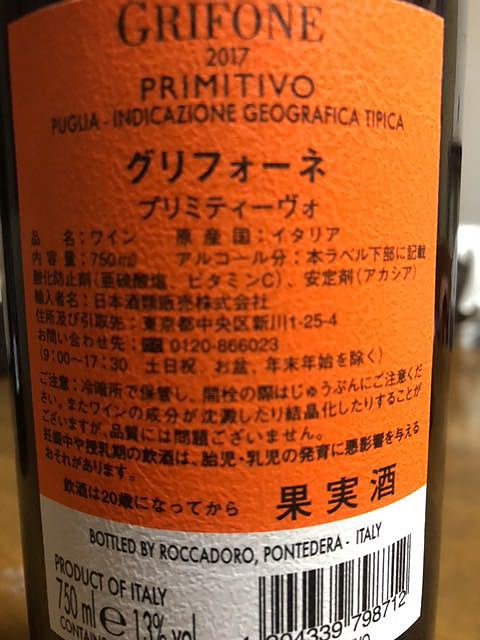 GRIFONE
2017
PRIMITIVO
PUGLIA - INDICAZIONE GEOGRAFICA TIPICA
グリフォーネ
プリミティーヴォ
品名:ワイン 原産国:イタリア
内容量:750㎖ アルコール分:本ラベル下部に記載
酸化防止剤(亜硫酸塩、ビタミンC)、安定剤(アカシア)
輸入者名:日本酒類販売株式会社
住所及び引取先:東京都中央区新川1-25-4
お問い合わせ先:0120-866023
(9:00〜17:30 土日祝、お盆、年末年始を除く)
ご注意:冷暗所で保管し、開栓の際はじゅうぶんにご注意くだ
さい。またワインの成分が沈澱したり結晶化したりすることが
ございますが、品質には問題ございません。
妊娠中や授乳期の飲酒は、胎児・乳児の発育に悪影響を与える
おそれがあります。
飲酒は20歳になってから 果実酒
BOTTLED BY ROCCADORO, PONTEDERA - ITALY
PRODUCT OF ITALY
750 ml e 13% vol
4339 798712